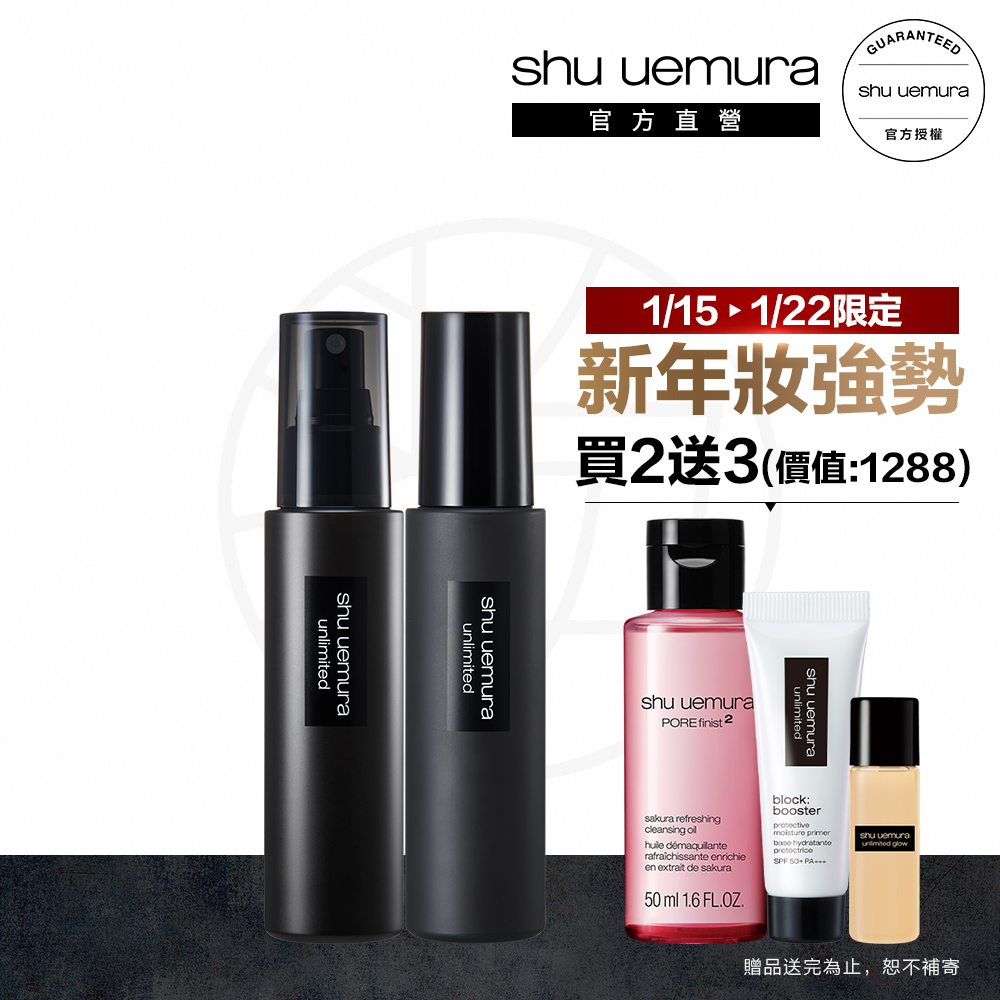 shu uemura
官方直營
GUARANTEED
shu uemura
官方授權
1/15▸1/22限定
新年妝強勢
買2送3(價值:1288)
shu uemura
unlimited
shu uemura
unlimited
shu uemura
POREfinist2
sakura refreshing
cleansing oil
huile démaquillante
rafraîchissante enrichie
en extrait de sakura
50 ml 1.6 FL.OZ.
shu uemura
unlimited
block:
booster
protective
moisture primer
base hydratante
protectrice
SPF 50+ PA+++
shu uemura
unlimited glow
贈品送完為止，恕不補寄